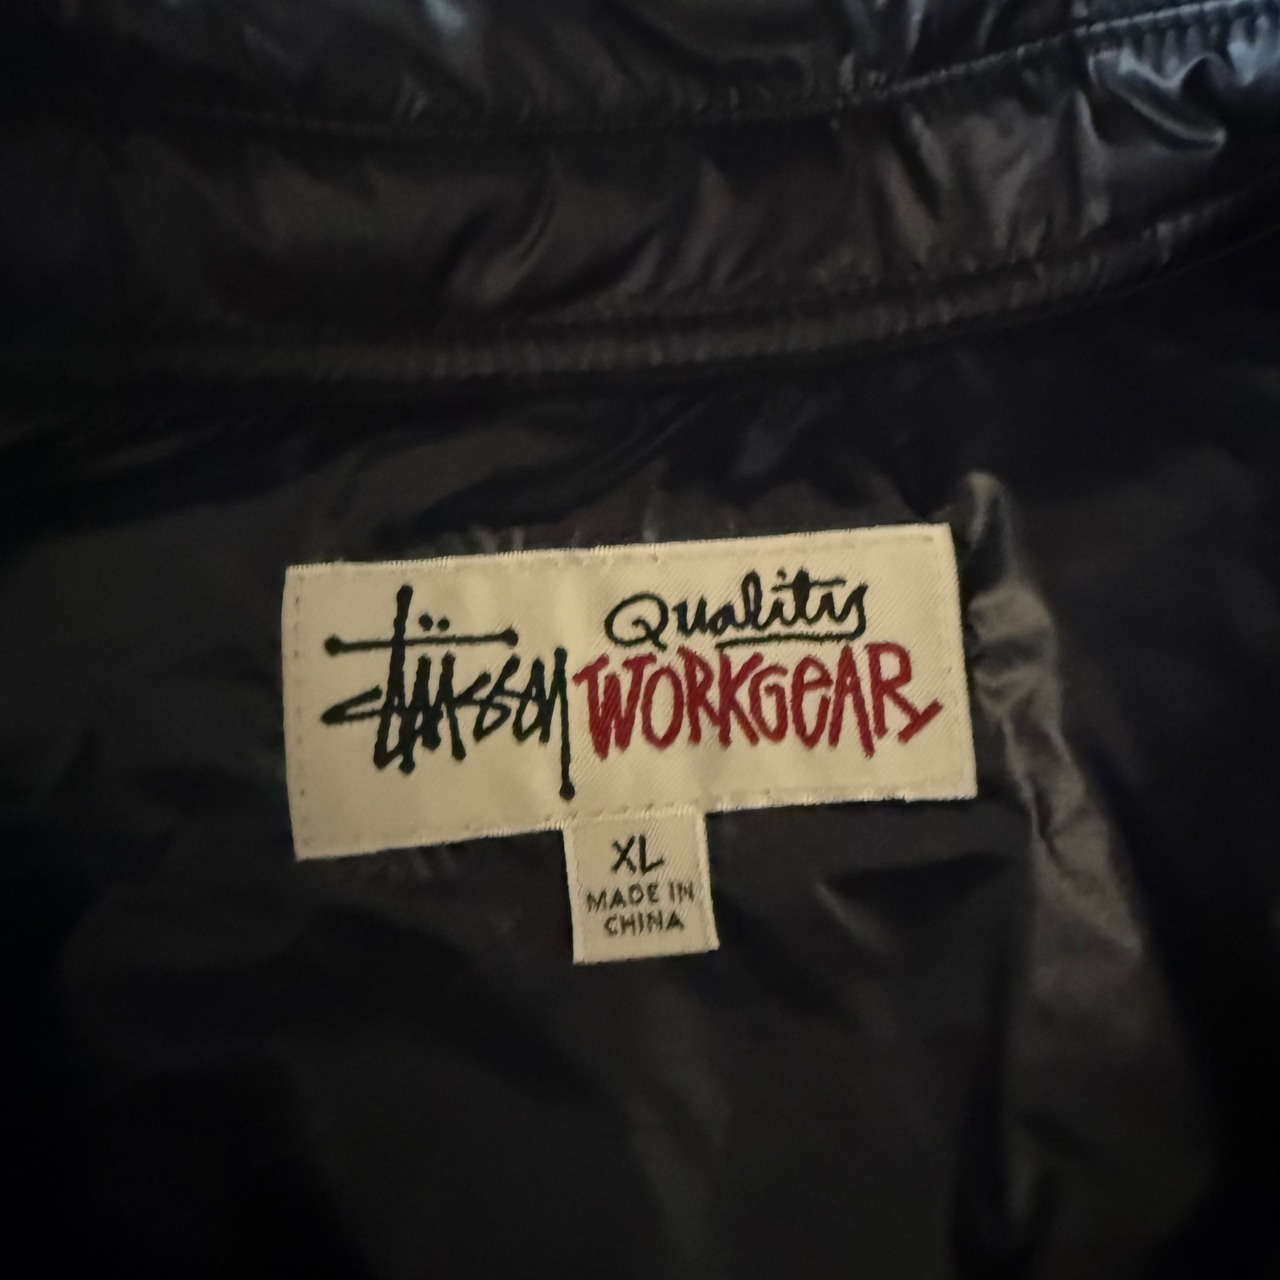 Stüssy Quality
WORKGEAR
XL
MADE IN
CHINA